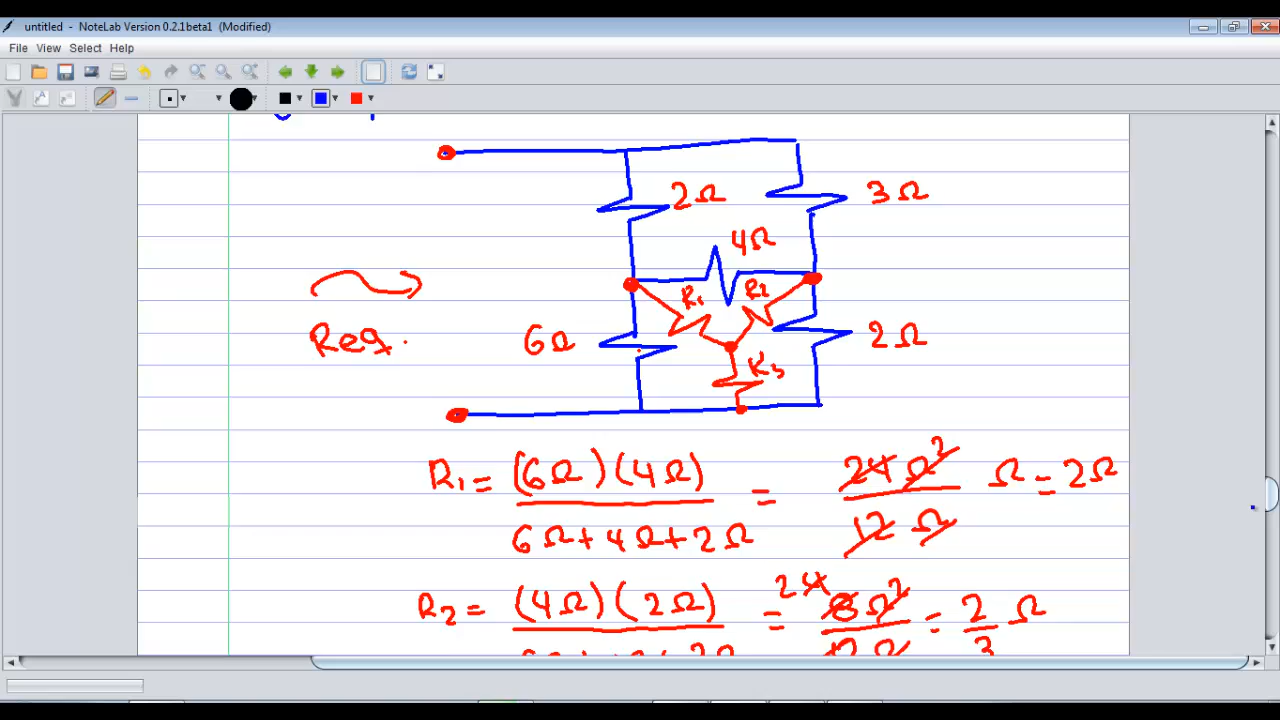 untitled - NoteLab Version 0.2.1beta1 (Modified)
File View Select Help
2Ω
3Ω
4Ω
R1 R2
Req.
6Ω
2Ω
R3
R1 = (6Ω)(4Ω) / 6Ω+4Ω+2Ω = 24Ω² / 12Ω Ω = 2Ω
R2 = (4Ω)(2Ω) = 8Ω² = 2/3 Ω